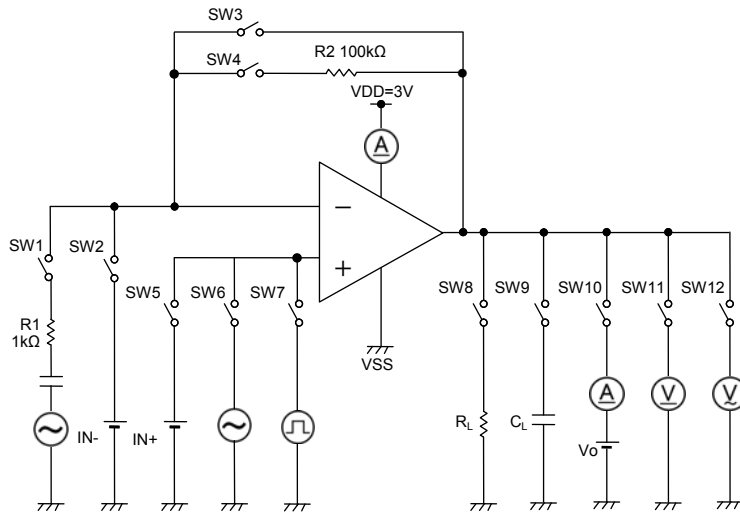 SW3
R2 100kΩ
SW4
VDD=3V
A
−
+
SW1
SW2
SW5
SW6
SW7
SW8
SW9
SW10
SW11
SW12
R1
1kΩ
VSS
A
V
V
IN-
IN+
RL
CL
Vo